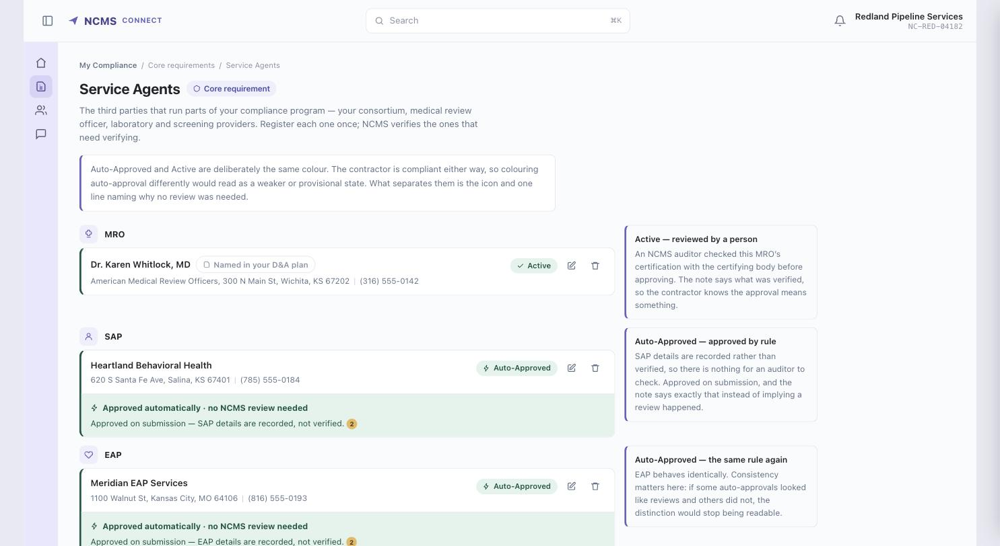 NCMS CONNECT
Search
⌘K
Redland Pipeline Services
NC-RED-04182
My Compliance / Core requirements / Service Agents
Service Agents
Core requirement
The third parties that run parts of your compliance program — your consortium, medical review
officer, laboratory and screening providers. Register each one once; NCMS verifies the ones that
need verifying.
Auto-Approved and Active are deliberately the same colour. The contractor is compliant either way, so colouring
auto-approval differently would read as a weaker or provisional state. What separates them is the icon and one
line naming why no review was needed.
MRO
Dr. Karen Whitlock, MD
Named in your D&A plan
Active
American Medical Review Officers, 300 N Main St, Wichita, KS 67202 | (316) 555-0142
Active — reviewed by a person
An NCMS auditor checked this MRO's
certification with the certifying body before
approving. The note says what was verified,
so the contractor knows the approval means
something.
SAP
Heartland Behavioral Health
Auto-Approved
620 S Santa Fe Ave, Salina, KS 67401 | (785) 555-0184
Approved automatically · no NCMS review needed
Approved on submission — SAP details are recorded, not verified. 2
Auto-Approved — approved by rule
SAP details are recorded rather than
verified, so there is nothing for an auditor to
check. Approved on submission, and the
note says exactly that instead of implying a
review happened.
EAP
Meridian EAP Services
Auto-Approved
1100 Walnut St, Kansas City, MO 64106 | (816) 555-0193
Approved automatically · no NCMS review needed
Approved on submission — EAP details are recorded, not verified. 2
Auto-Approved — the same rule again
EAP behaves identically. Consistency
matters here: if some auto-approvals looked
like reviews and others did not, the
distinction would stop being readable.